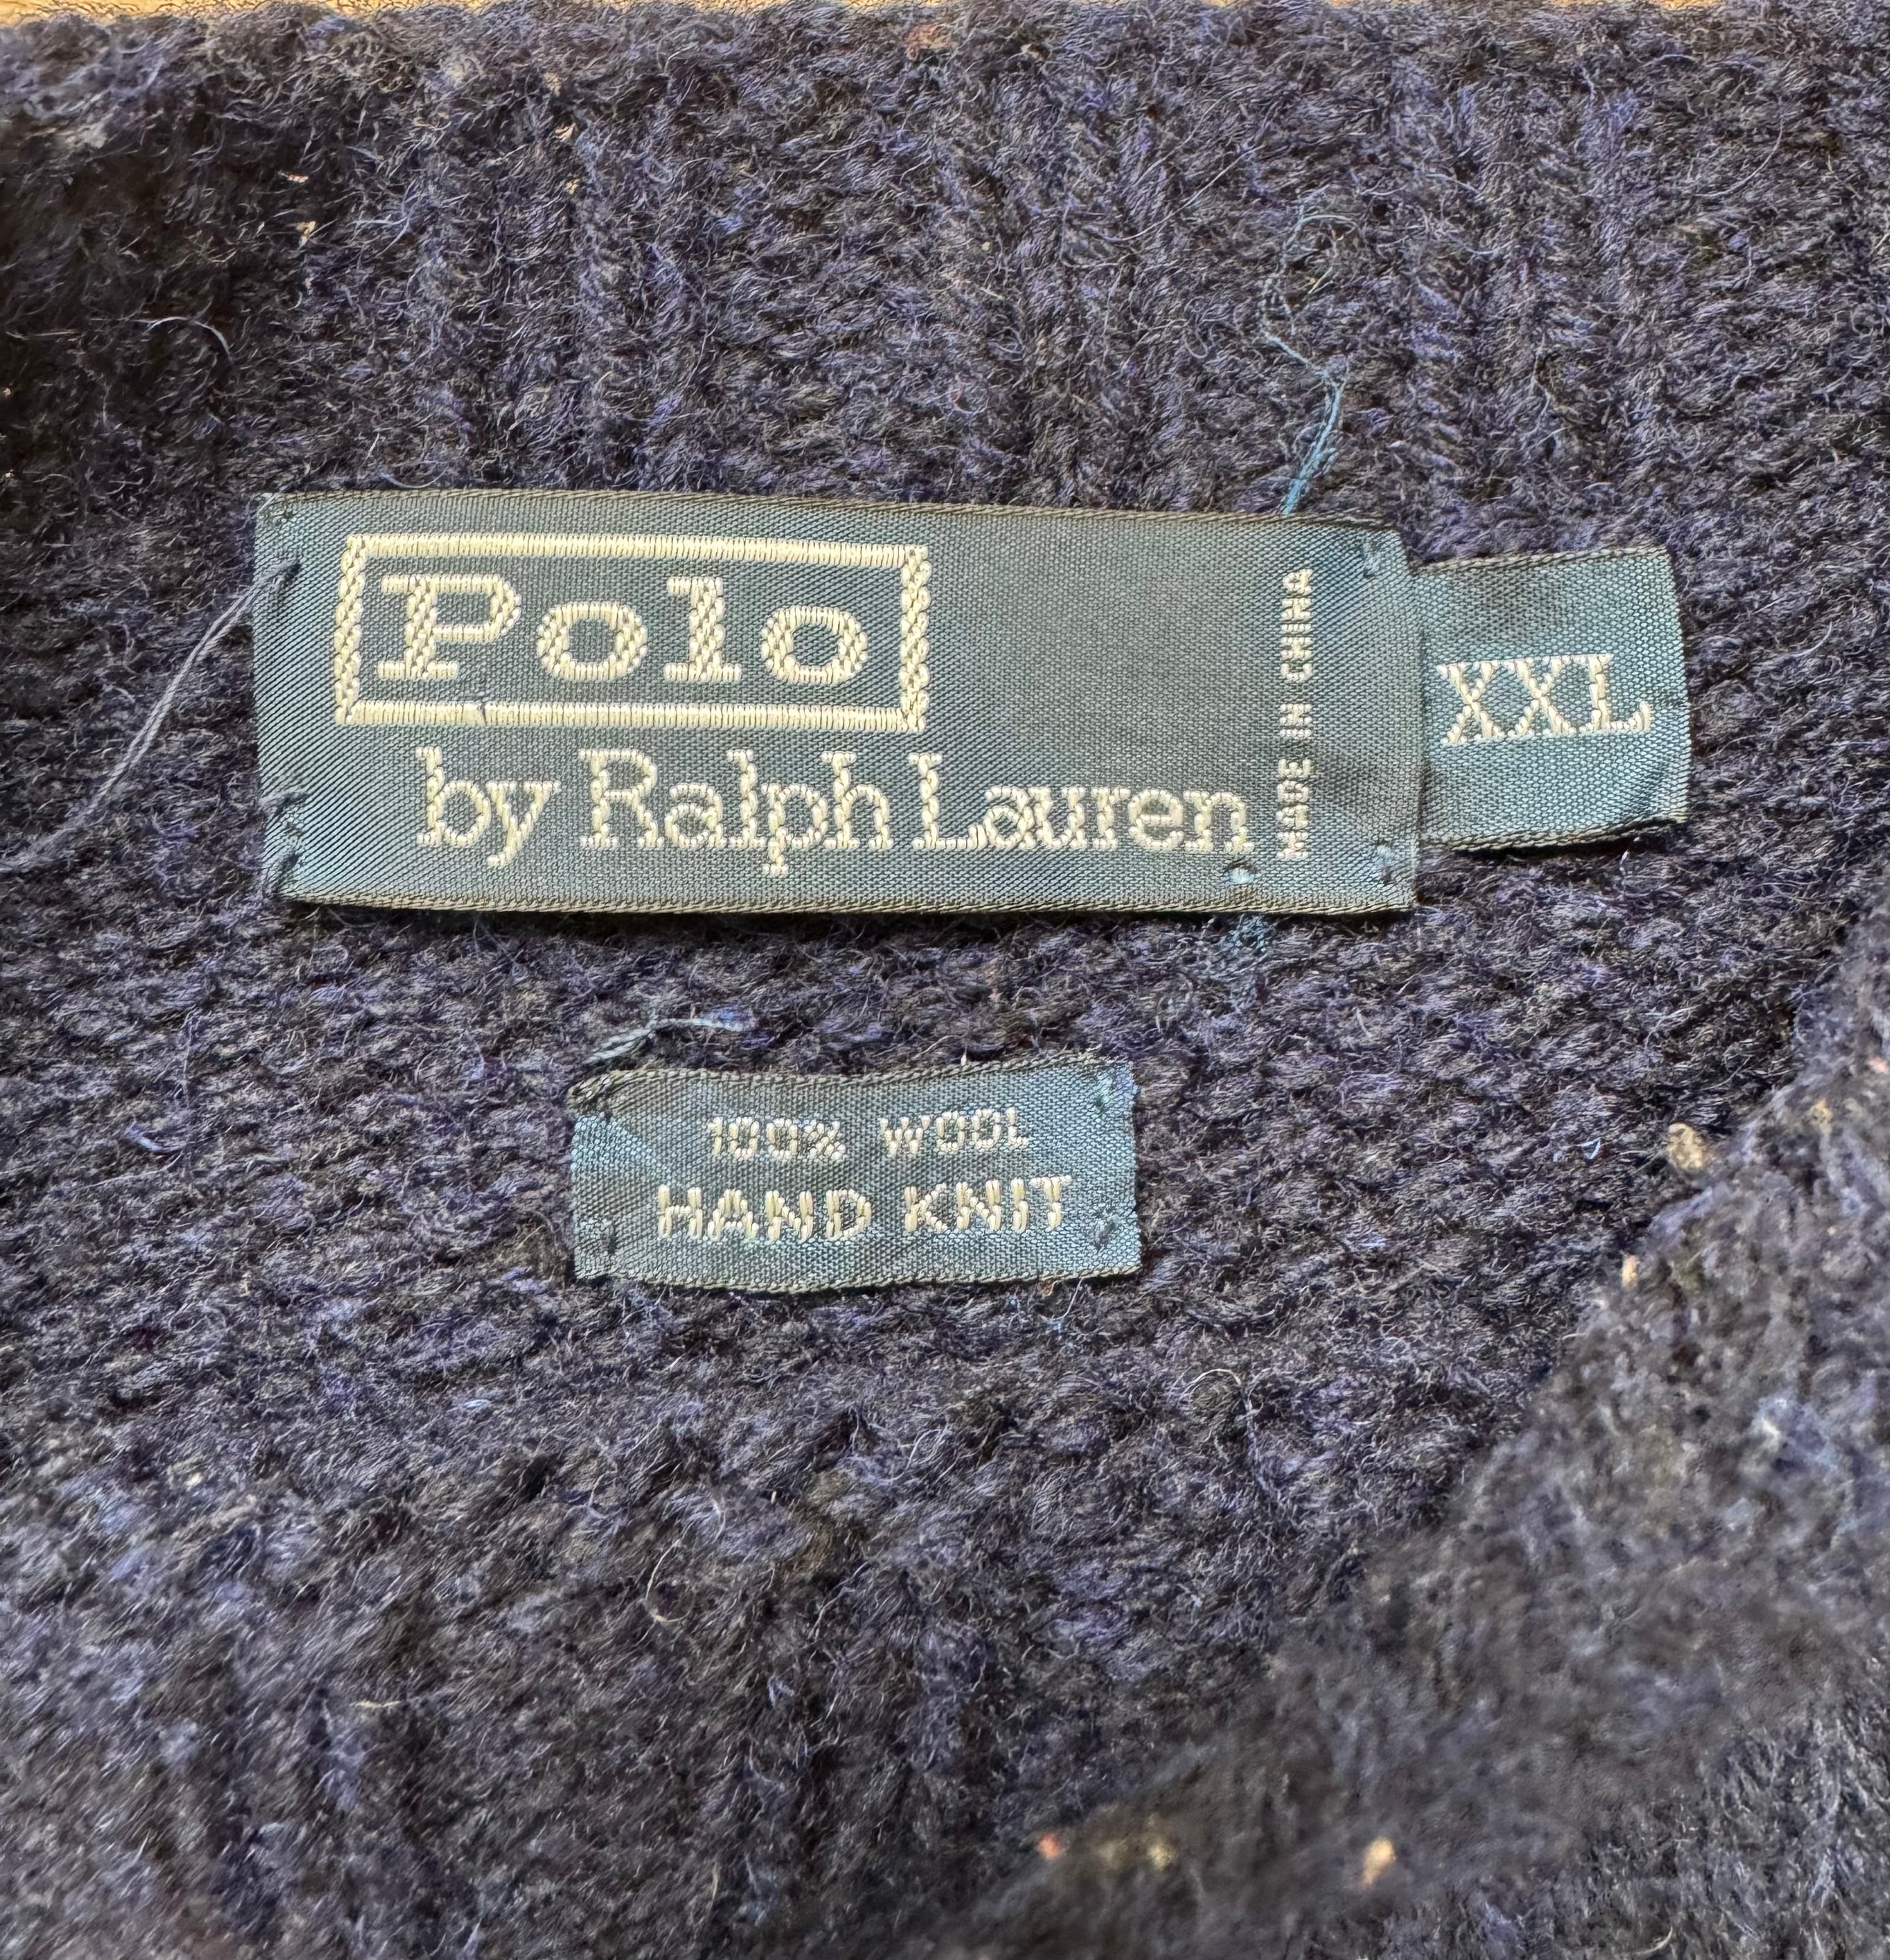 Polo
by Ralph Lauren
MADE IN CHINA
XXL
100% WOOL
HAND KNIT